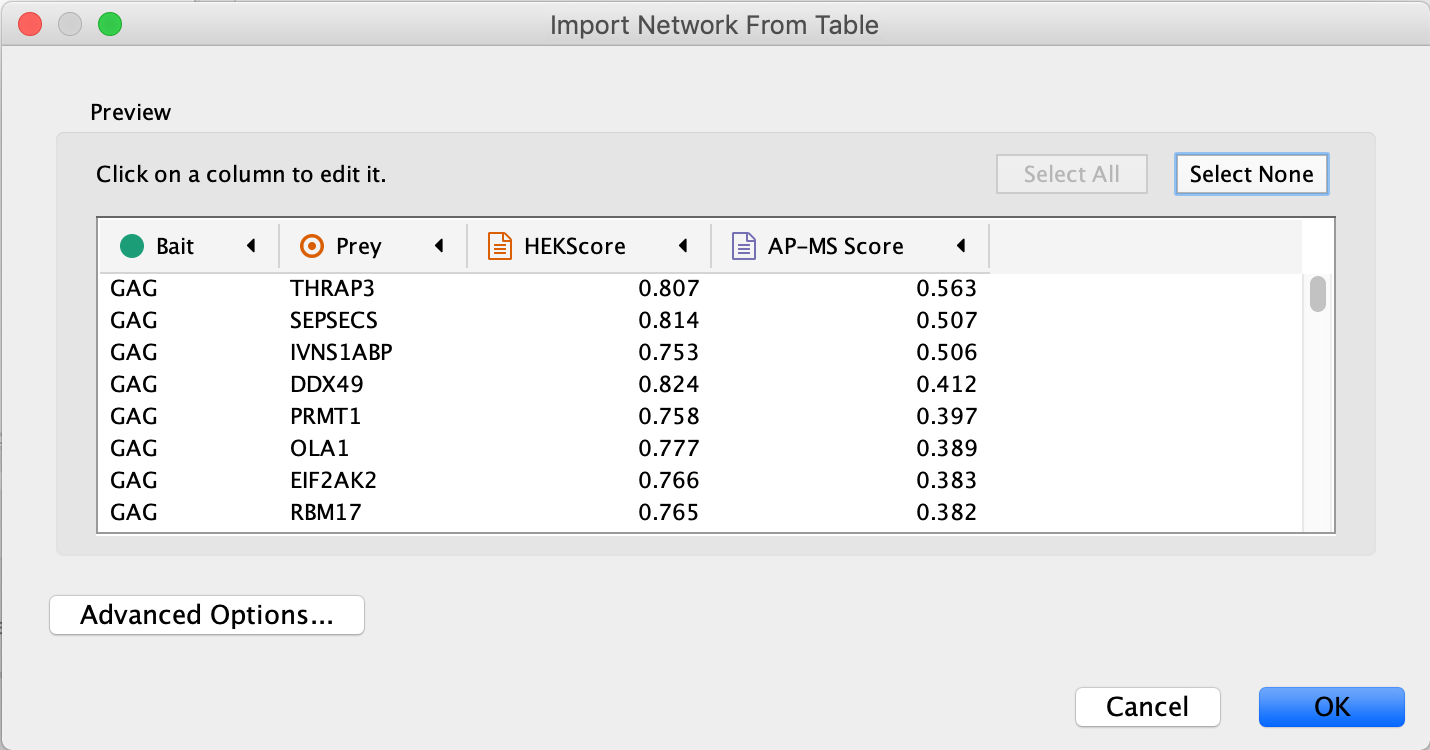 Import Network From Table
Preview
Click on a column to edit it.
Select All
Select None
Bait Prey HEKScore AP-MS Score
GAG THRAP3 0.807 0.563
GAG SEPSECS 0.814 0.507
GAG IVNS1ABP 0.753 0.506
GAG DDX49 0.824 0.412
GAG PRMT1 0.758 0.397
GAG OLA1 0.777 0.389
GAG EIF2AK2 0.766 0.383
GAG RBM17 0.765 0.382
Advanced Options...
Cancel
OK